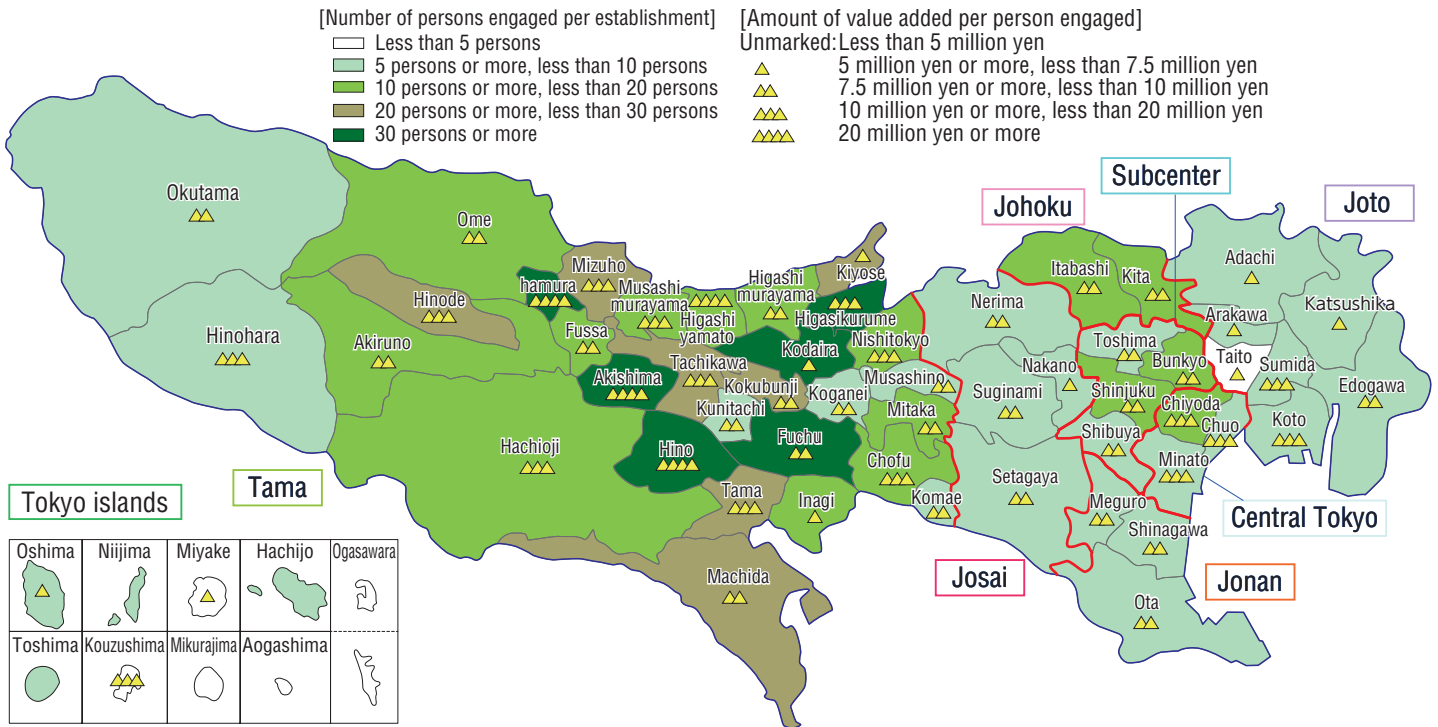 [Number of persons engaged per establishment]
Less than 5 persons
5 persons or more, less than 10 persons
10 persons or more, less than 20 persons
20 persons or more, less than 30 persons
30 persons or more
[Amount of value added per person engaged]
Unmarked: Less than 5 million yen
5 million yen or more, less than 7.5 million yen
7.5 million yen or more, less than 10 million yen
10 million yen or more, less than 20 million yen
20 million yen or more
Subcenter
Johoku
Joto
Okutama
Ome
Mizuho
hamura
Hinode
Musashi
murayama
Higashi
yamato
Higashi
murayama
Kiyose
Higasikurume
Hinohara
Akiruno
Fussa
Kodaira
Nishitokyo
Akishima
Tachikawa
Kokubunji
Kunitachi
Koganei
Musashino
Mitaka
Hachioji
Hino
Fuchu
Chofu
Tama
Inagi
Komae
Machida
Itabashi
Kita
Adachi
Nerima
Arakawa
Katsushika
Toshima
Bunkyo
Taito
Sumida
Nakano
Suginami
Shinjuku
Chiyoda
Edogawa
Shibuya
Chuo
Koto
Minato
Setagaya
Meguro
Shinagawa
Ota
Tama
Central Tokyo
Josai
Jonan
Tokyo islands
Oshima
Niijima
Miyake
Hachijo
Ogasawara
Toshima
Kouzushima
Mikurajima
Aogashima